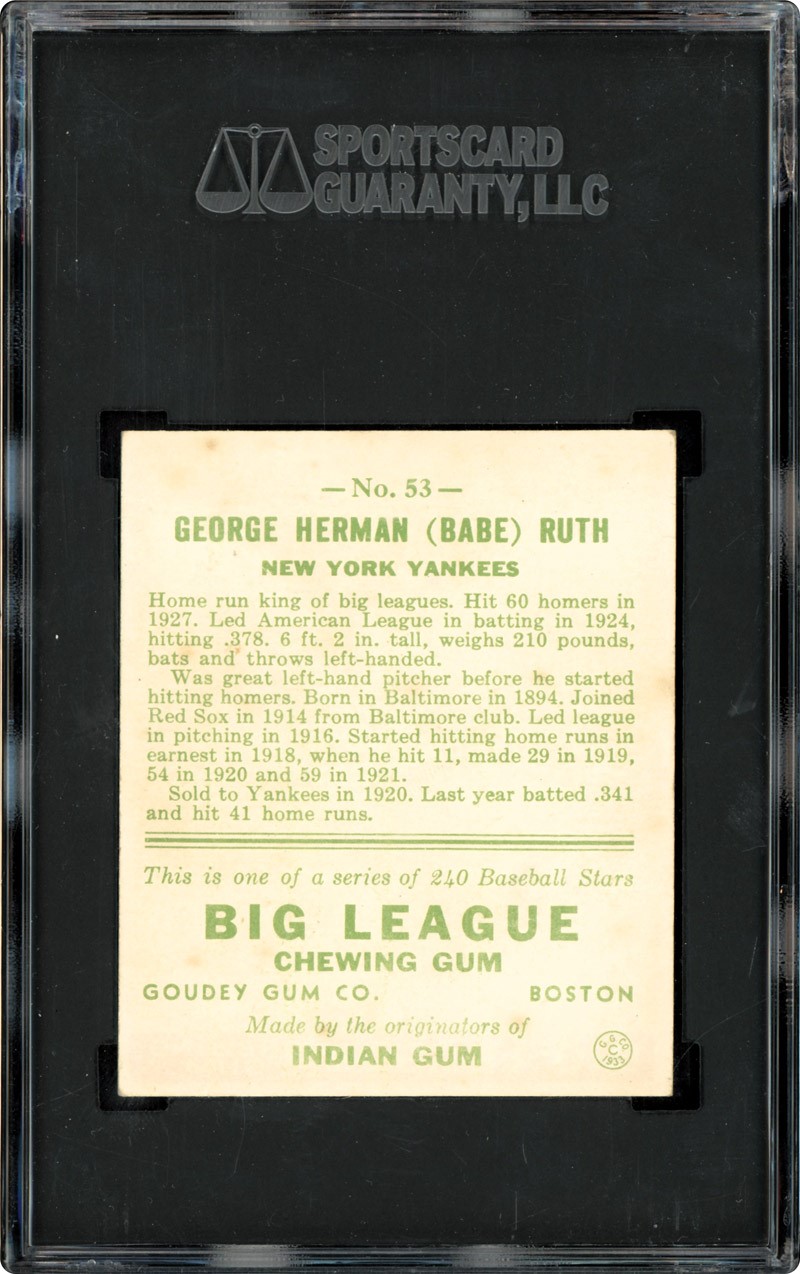 SPORTSCARD
GUARANTY, LLC
— No. 53 —
GEORGE HERMAN (BABE) RUTH
NEW YORK YANKEES
Home run king of big leagues. Hit 60 homers in
1927. Led American League in batting in 1924,
hitting .378. 6 ft. 2 in. tall, weighs 210 pounds,
bats and throws left-handed.
Was great left-hand pitcher before he started
hitting homers. Born in Baltimore in 1894. Joined
Red Sox in 1914 from Baltimore club. Led league
in pitching in 1916. Started hitting home runs in
earnest in 1918, when he hit 11, made 29 in 1919,
54 in 1920 and 59 in 1921.
Sold to Yankees in 1920. Last year batted .341
and hit 41 home runs.
This is one of a series of 240 Baseball Stars
BIG LEAGUE
CHEWING GUM
GOUDEY GUM CO. BOSTON
Made by the originators of
INDIAN GUM
G G CO
C
1933